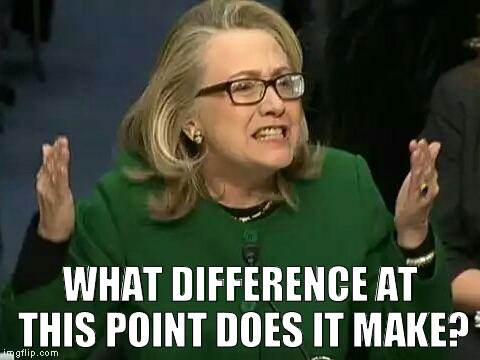 WHAT DIFFERENCE AT
THIS POINT DOES IT MAKE?
imgflip.com